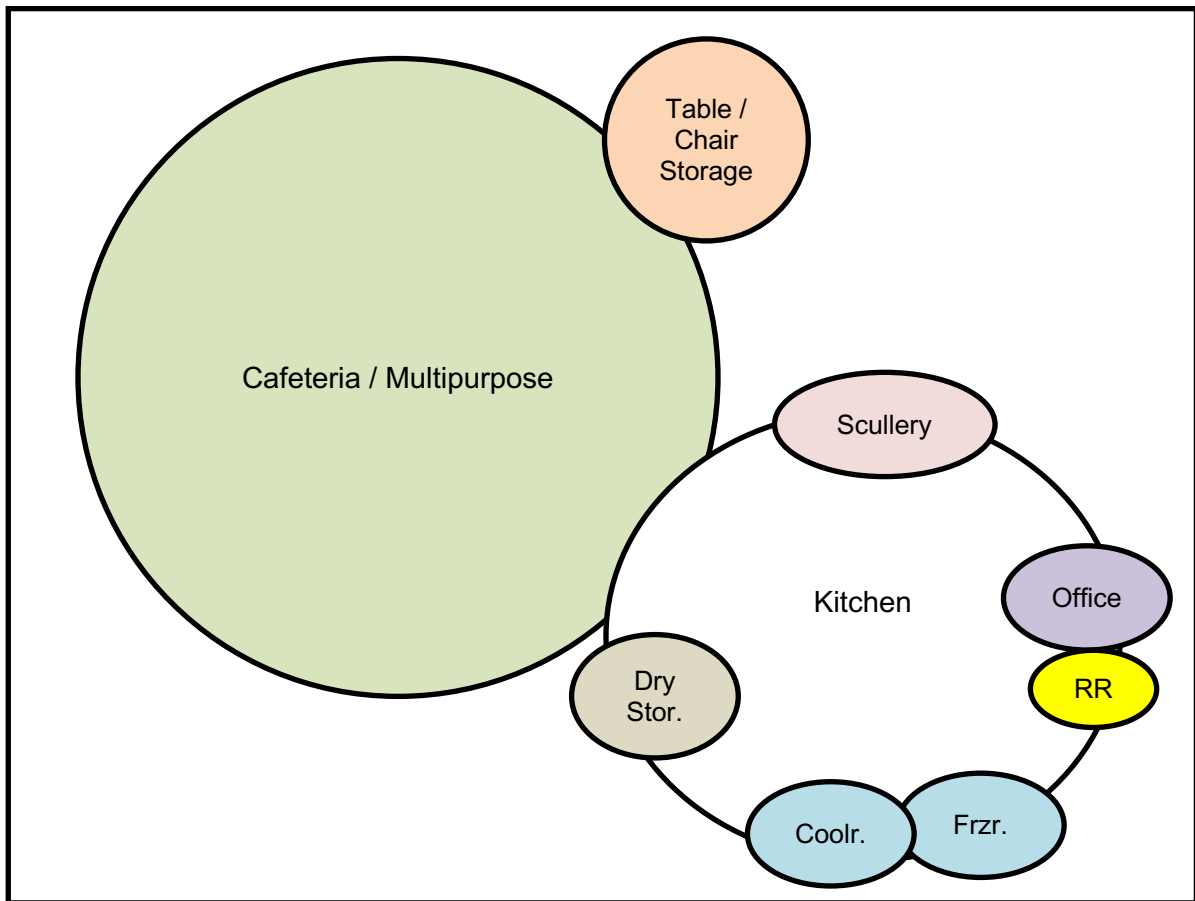 Table /
Chair
Storage
Cafeteria / Multipurpose
Scullery
Kitchen
Office
RR
Dry
Stor.
Coolr.
Frzr.